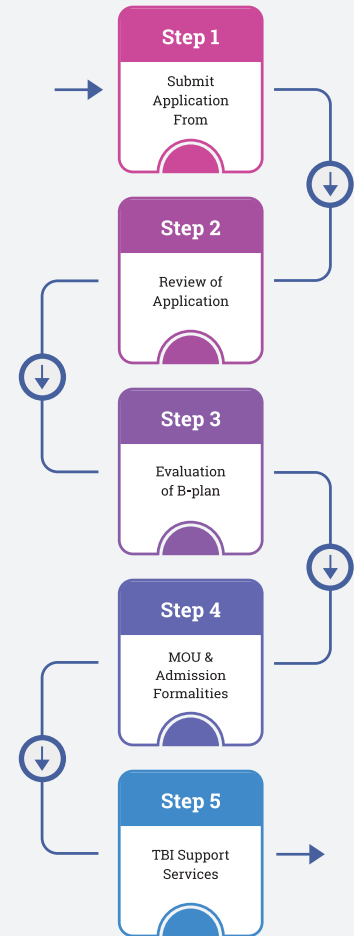 Step 1
Submit
Application
From
Step 2
Review of
Application
Step 3
Evaluation
of B-plan
Step 4
MOU &
Admission
Formalities
Step 5
TBI Support
Services